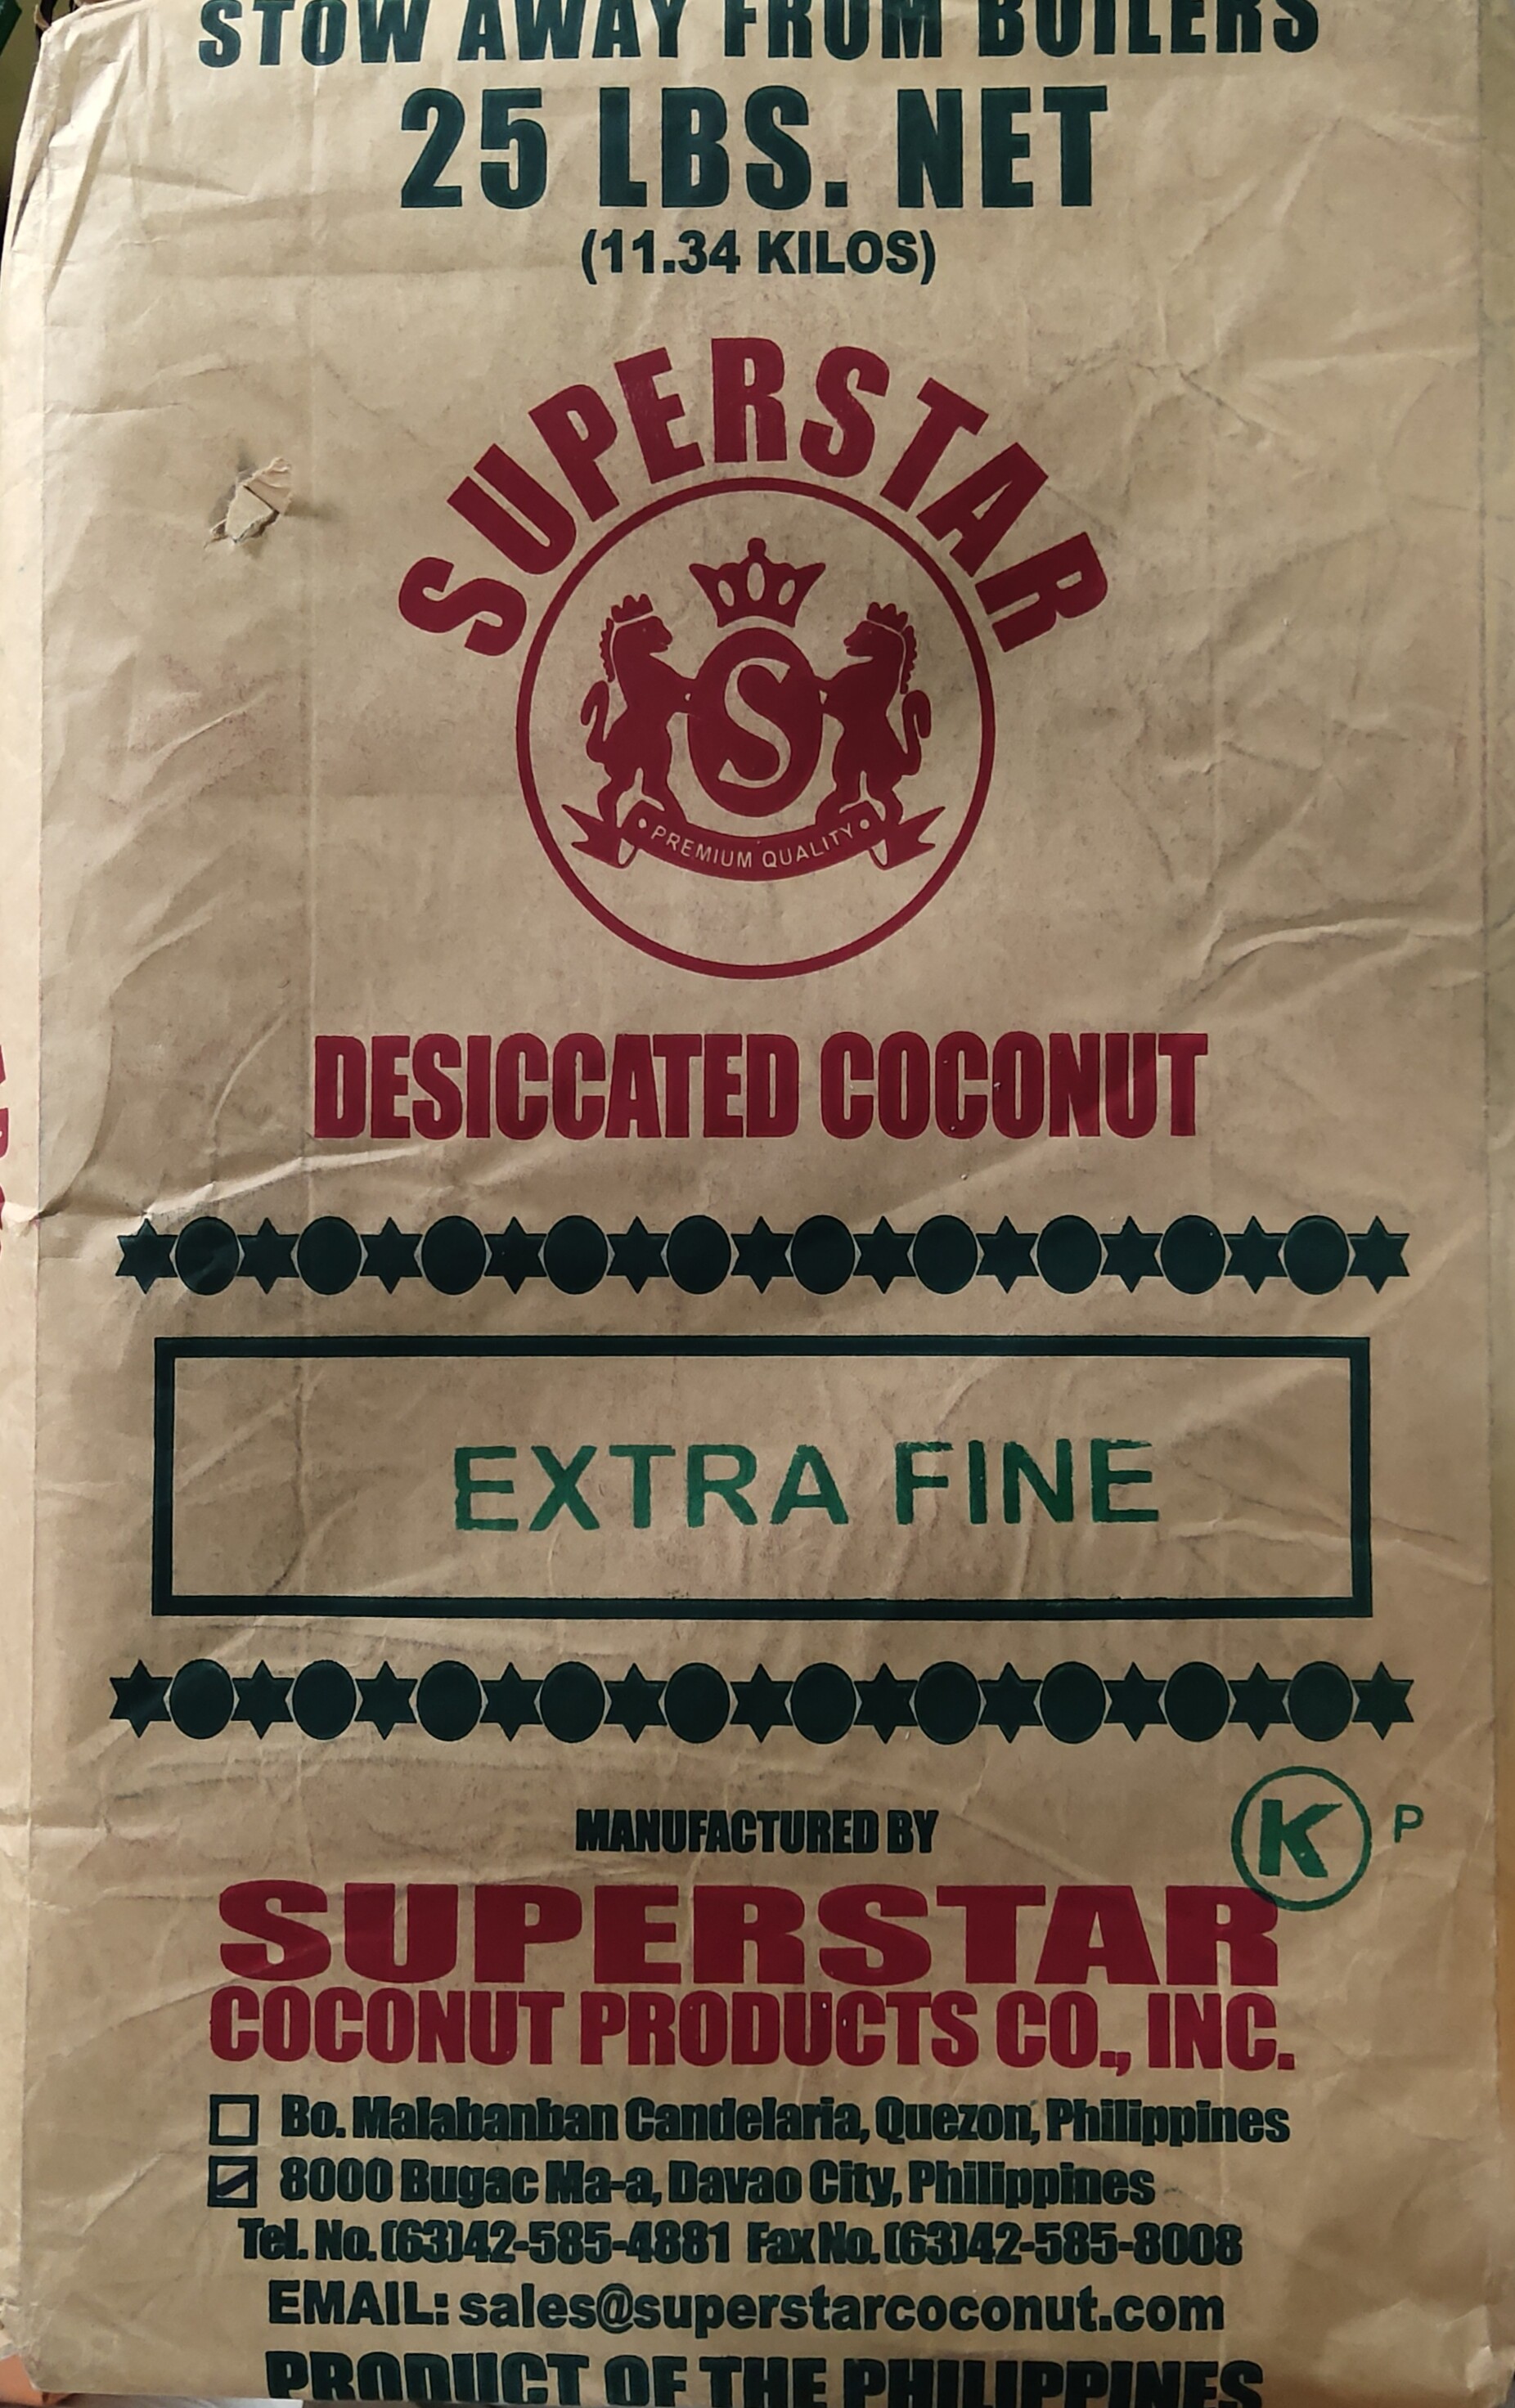 STOW AWAY FROM BOILERS
25 LBS. NET
(11.34 KILOS)
SUPERSTAR
S
PREMIUM QUALITY
DESICCATED COCONUT
EXTRA FINE
MANUFACTURED BY
K P
SUPERSTAR
COCONUT PRODUCTS CO., INC.
Bo. Malabanban Candelaria, Quezon, Philippines
8000 Bugac Ma-a, Davao City, Philippines
Tel. No. (63)42-585-4881 Fax No. (63)42-585-8008
EMAIL: sales@superstarcoconut.com
PRODUCT OF THE PHILIPPINES